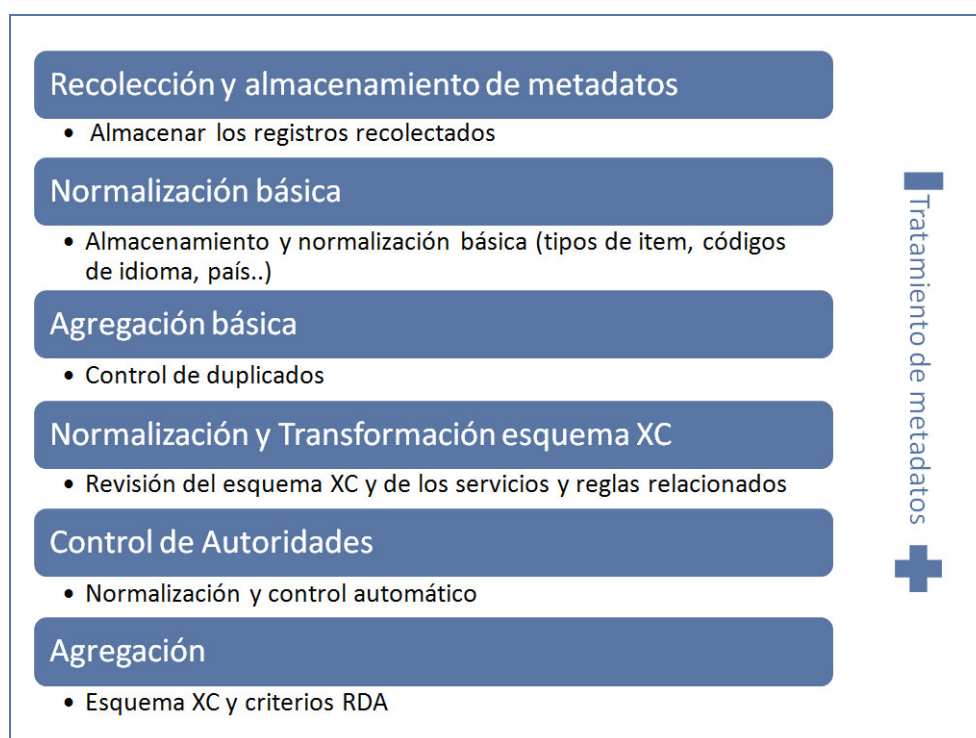 Recolección y almacenamiento de metadatos
• Almacenar los registros recolectados
Normalización básica
• Almacenamiento y normalización básica (tipos de item, códigos
de idioma, país..)
Agregación básica
• Control de duplicados
Normalización y Transformación esquema XC
• Revisión del esquema XC y de los servicios y reglas relacionados
Control de Autoridades
• Normalización y control automático
Agregación
• Esquema XC y criterios RDA
Tratamiento de metadatos